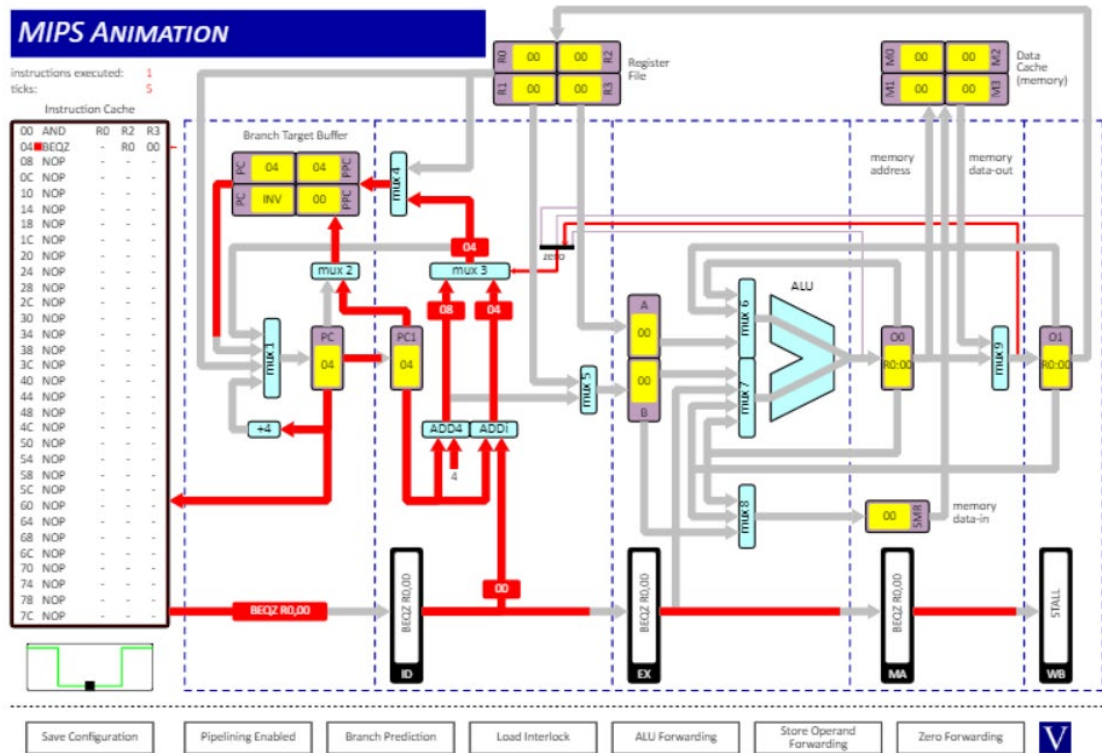 MIPS ANIMATION
instructions executed: 1
ticks: 5
Instruction Cache
00 AND R0 R2 R3
04 BEQZ - R0 00
08 NOP - - -
0C NOP - - -
10 NOP - - -
14 NOP - - -
18 NOP - - -
1C NOP - - -
20 NOP - - -
24 NOP - - -
28 NOP - - -
2C NOP - - -
30 NOP - - -
34 NOP - - -
38 NOP - - -
3C NOP - - -
40 NOP - - -
44 NOP - - -
48 NOP - - -
4C NOP - - -
50 NOP - - -
54 NOP - - -
58 NOP - - -
5C NOP - - -
60 NOP - - -
64 NOP - - -
68 NOP - - -
6C NOP - - -
70 NOP - - -
74 NOP - - -
78 NOP - - -
7C NOP - - -
R0 00 00 R2
R1 00 00 R3
Register
File
M0 00 00 M2
M1 00 00 M3
Data
Cache
(memory)
Branch Target Buffer
PC 04 04 PPC
PC INV 00 PPC
mux 4
memory
address
memory
data-out
04
zero
mux 2
mux 3
08
04
ALU
mux 1
PC
04
PC1
04
mux 5
A
00
00
B
mux 6
mux 7
O0
R0:00
mux 9
O1
R0:00
+4
ADD4
ADDi
4
mux 8
00
SMR
memory
data-in
00
BEQZ R0,00
BEQZ R0,00
ID
BEQZ R0,00
EX
BEQZ R0,00
MA
STALL
WB
Save Configuration
Pipelining Enabled
Branch Prediction
Load Interlock
ALU Forwarding
Store Operand
Forwarding
Zero Forwarding
V